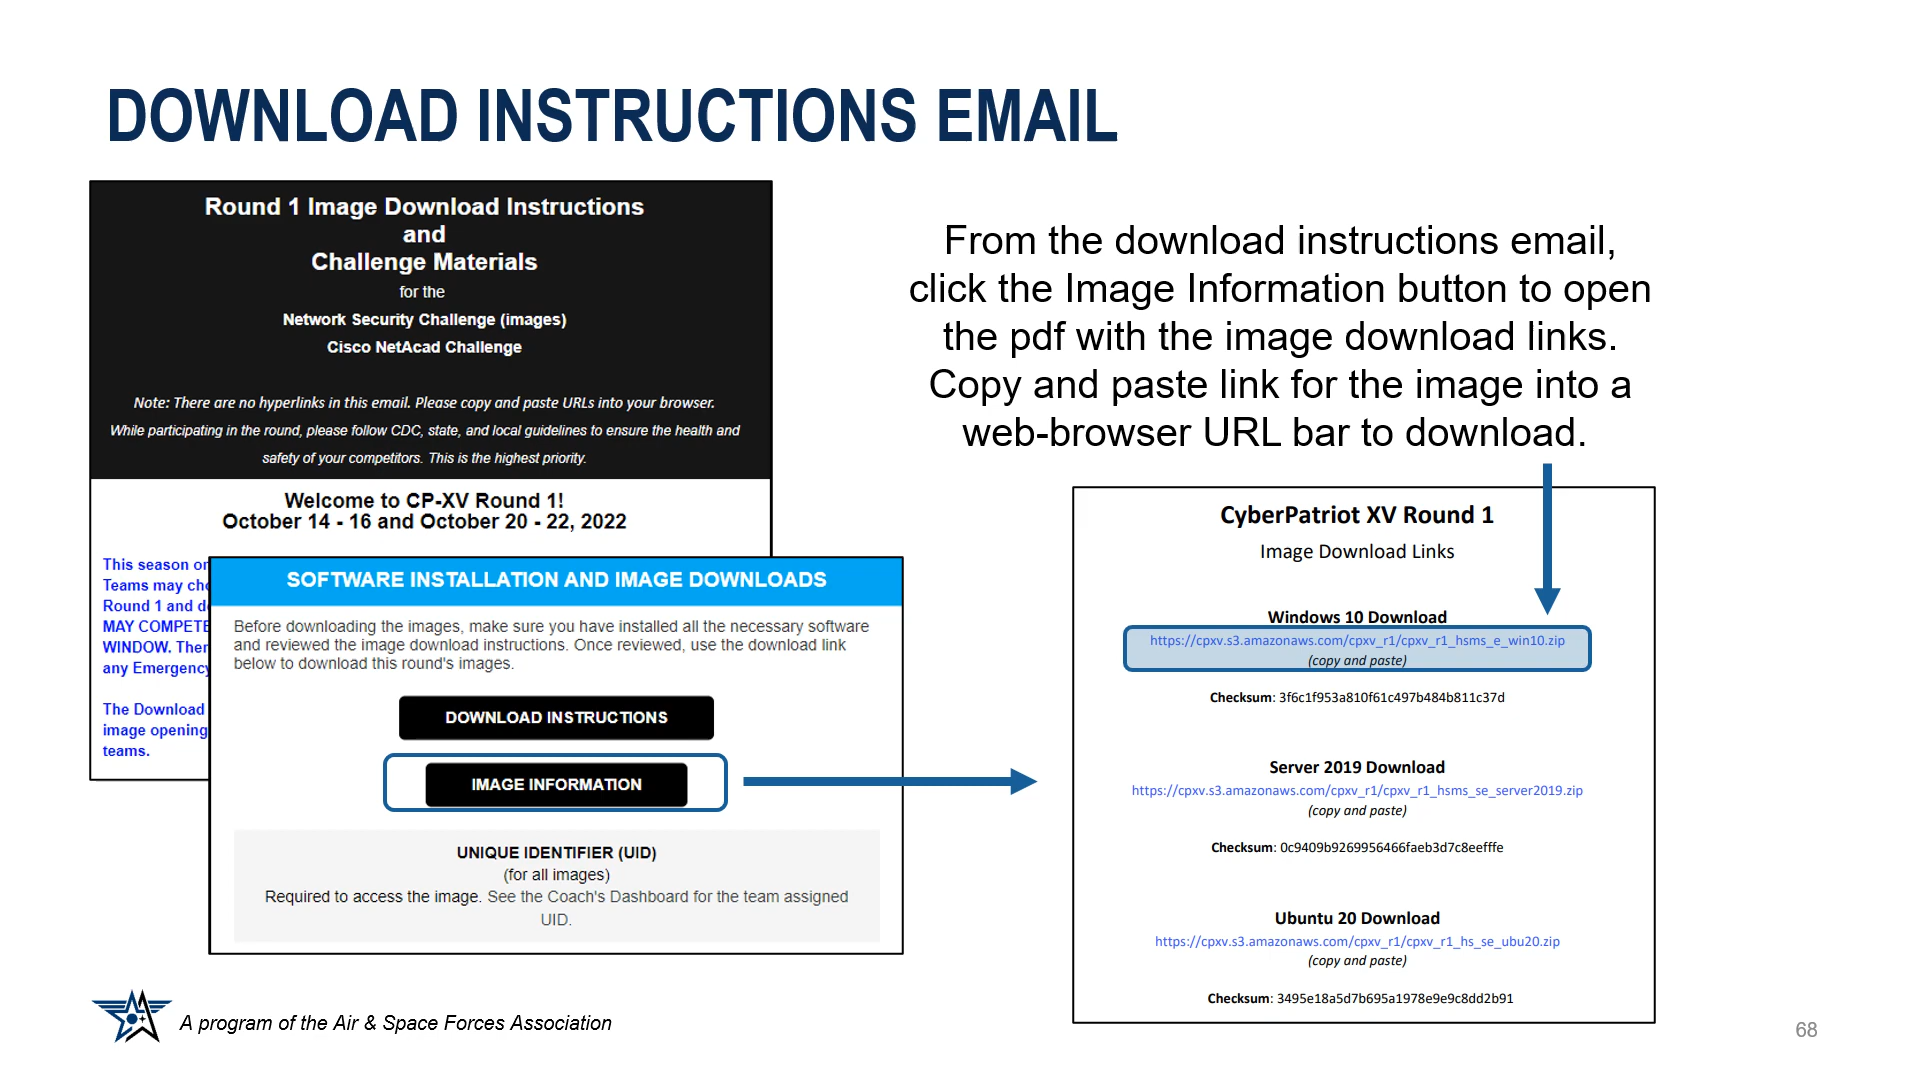 DOWNLOAD INSTRUCTIONS EMAIL
Round 1 Image Download Instructions
and
Challenge Materials
for the
Network Security Challenge (images)
Cisco NetAcad Challenge
Note: There are no hyperlinks in this email. Please copy and paste URLs into your browser.
While participating in the round, please follow CDC, state, and local guidelines to ensure the health and
safety of your competitors. This is the highest priority.
Welcome to CP-XV Round 1!
October 14 - 16 and October 20 - 22, 2022
This season
Teams may
Round 1 and
MAY COMPETE
WINDOW.
any Emergency
The Download
image opening
teams.
SOFTWARE INSTALLATION AND IMAGE DOWNLOADS
Before downloading the images, make sure you have installed all the necessary software
and reviewed the image download instructions. Once reviewed, use the download link
below to download this round's images.
DOWNLOAD INSTRUCTIONS
IMAGE INFORMATION
UNIQUE IDENTIFIER (UID)
(for all images)
Required to access the image. See the Coach's Dashboard for the team assigned
UID.
From the download instructions email,
click the Image Information button to open
the pdf with the image download links.
Copy and paste link for the image into a
web-browser URL bar to download.
CyberPatriot XV Round 1
Image Download Links
Windows 10 Download
https://cpxv.s3.amazonaws.com/cpxv_r1/cpxv_r1_hsms_e_win10.zip
(copy and paste)
Checksum: 3f6c1f953a810f61c497b484b811c37d
Server 2019 Download
https://cpxv.s3.amazonaws.com/cpxv_r1/cpxv_r1_hsms_se_server2019.zip
(copy and paste)
Checksum: 0c9409b9269956466faeb3d7c8eefffe
Ubuntu 20 Download
https://cpxv.s3.amazonaws.com/cpxv_r1/cpxv_r1_hs_se_ubu20.zip
(copy and paste)
Checksum: 3495e18a5d7b695a1978e9e9c8dd2b91
A program of the Air & Space Forces Association
68